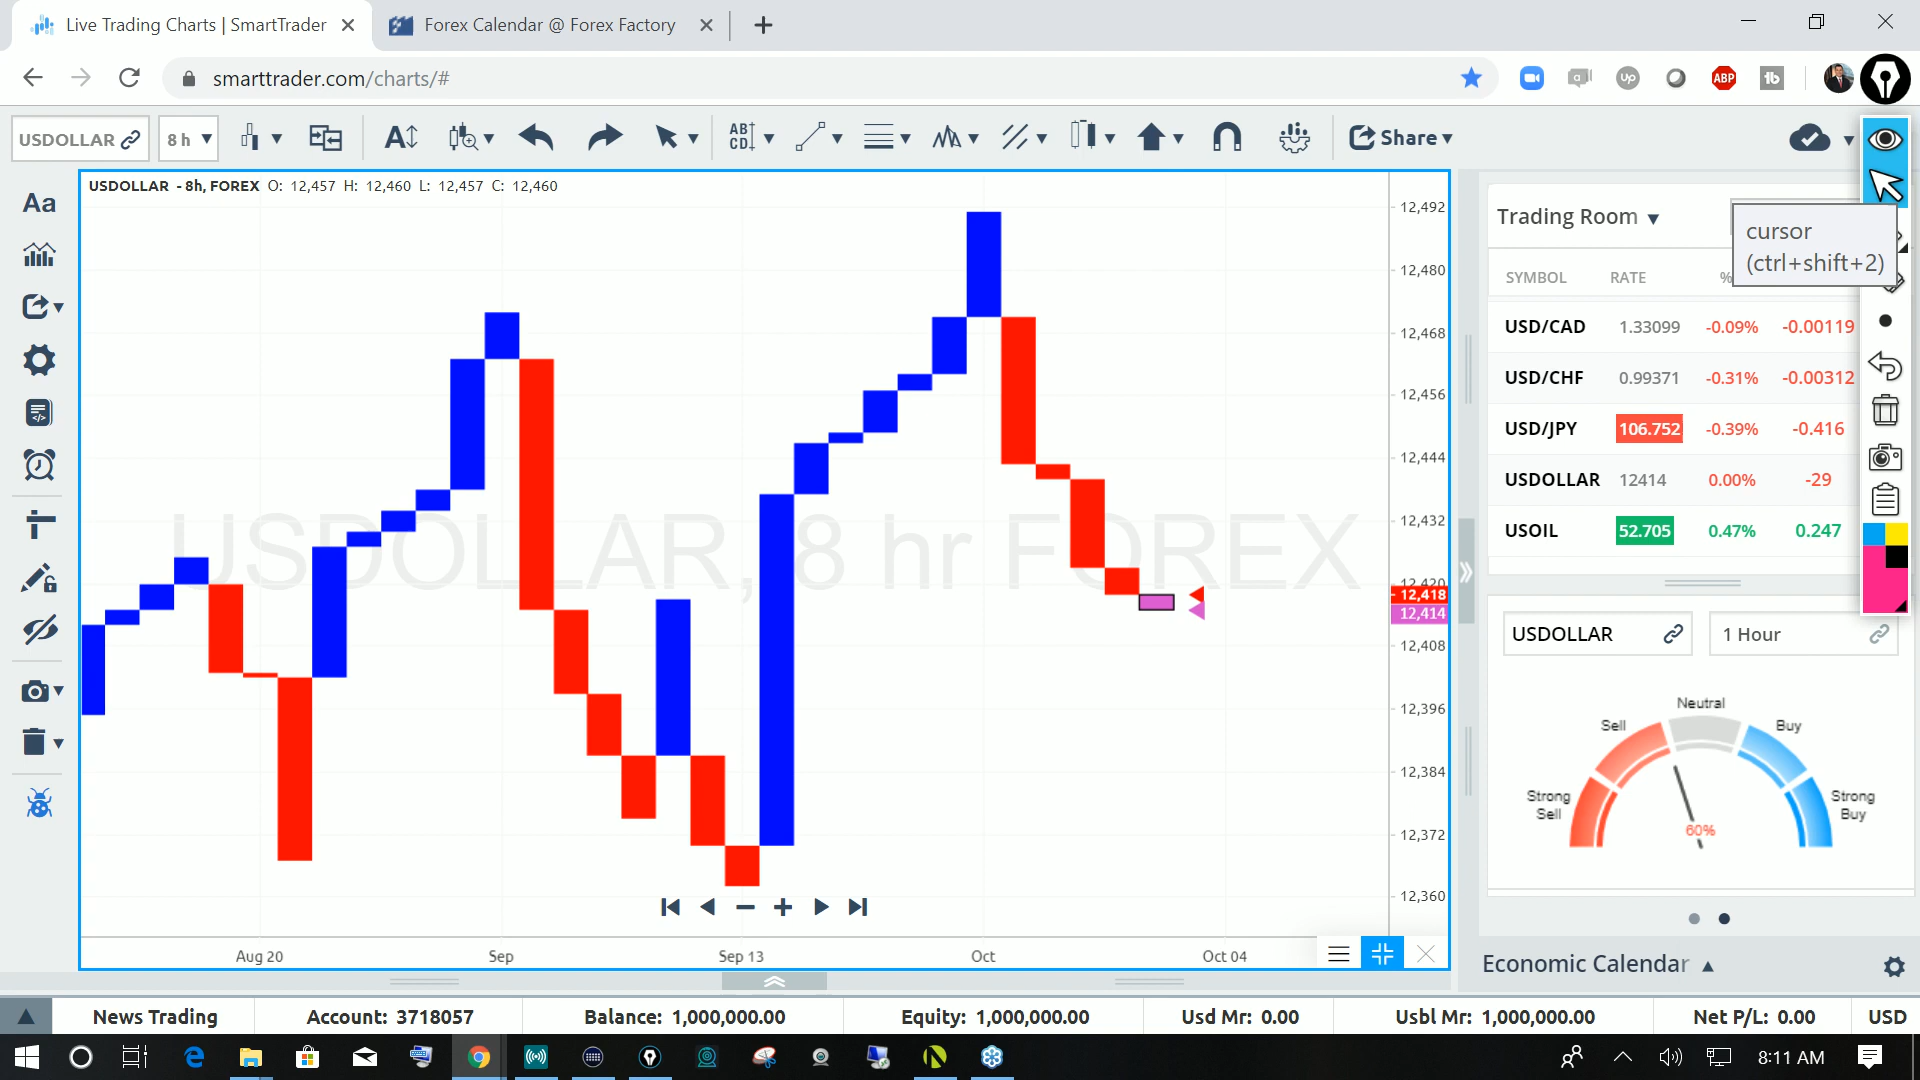 Live Trading Charts | SmartTrader
Forex Calendar @ Forex Factory
smarttrader.com/charts/#
a
up
ABP
tb
USDOLLAR
8 h
A
AB
CD
Share
Aa
USDOLLAR - 8h, FOREX O: 12,457 H: 12,460 L: 12,457 C: 12,460
USDOLLAR, 8 hr FOREX
12,492
12,480
12,468
12,456
12,444
12,432
12,420
12,418
12,414
12,408
12,396
12,384
12,372
12,360
Aug 20
Sep
Sep 13
Oct
Oct 04
Trading Room
cursor
(ctrl+shift+2)
SYMBOL RATE %
USD/CAD 1.33099 -0.09% -0.00119
USD/CHF 0.99371 -0.31% -0.00312
USD/JPY 106.752 -0.39% -0.416
USDOLLAR 12414 0.00% -29
USOIL 52.705 0.47% 0.247
USDOLLAR
1 Hour
Neutral
Sell
Buy
Strong
Sell
Strong
Buy
60%
Economic Calendar
News Trading
Account: 3718057
Balance: 1,000,000.00
Equity: 1,000,000.00
Usd Mr: 0.00
Usbl Mr: 1,000,000.00
Net P/L: 0.00
USD
8:11 AM